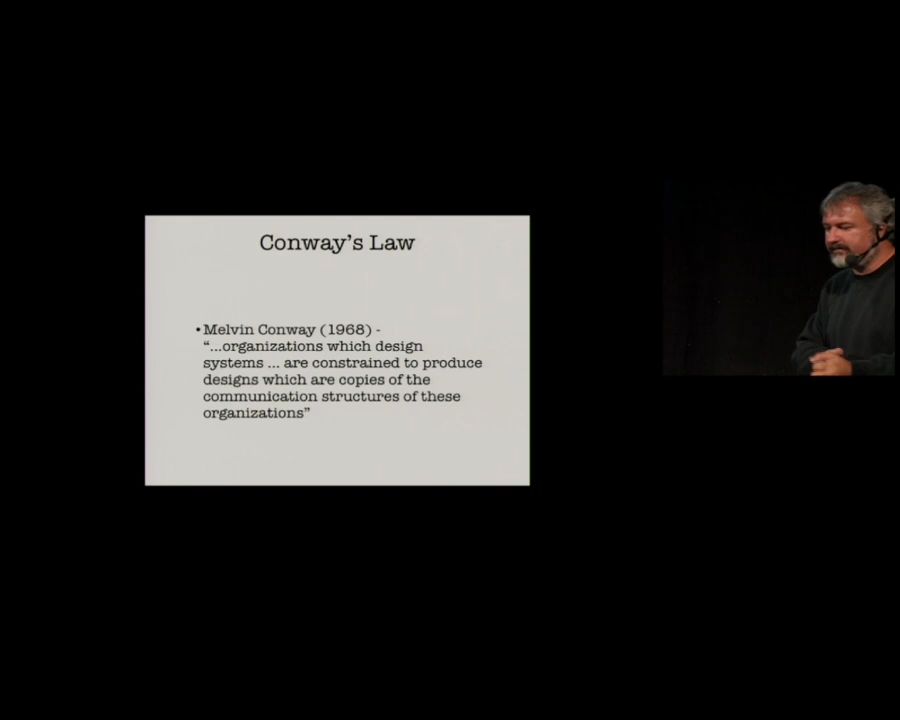 Conway's Law
•Melvin Conway (1968) -
“...organizations which design
systems ... are constrained to produce
designs which are copies of the
communication structures of these
organizations”